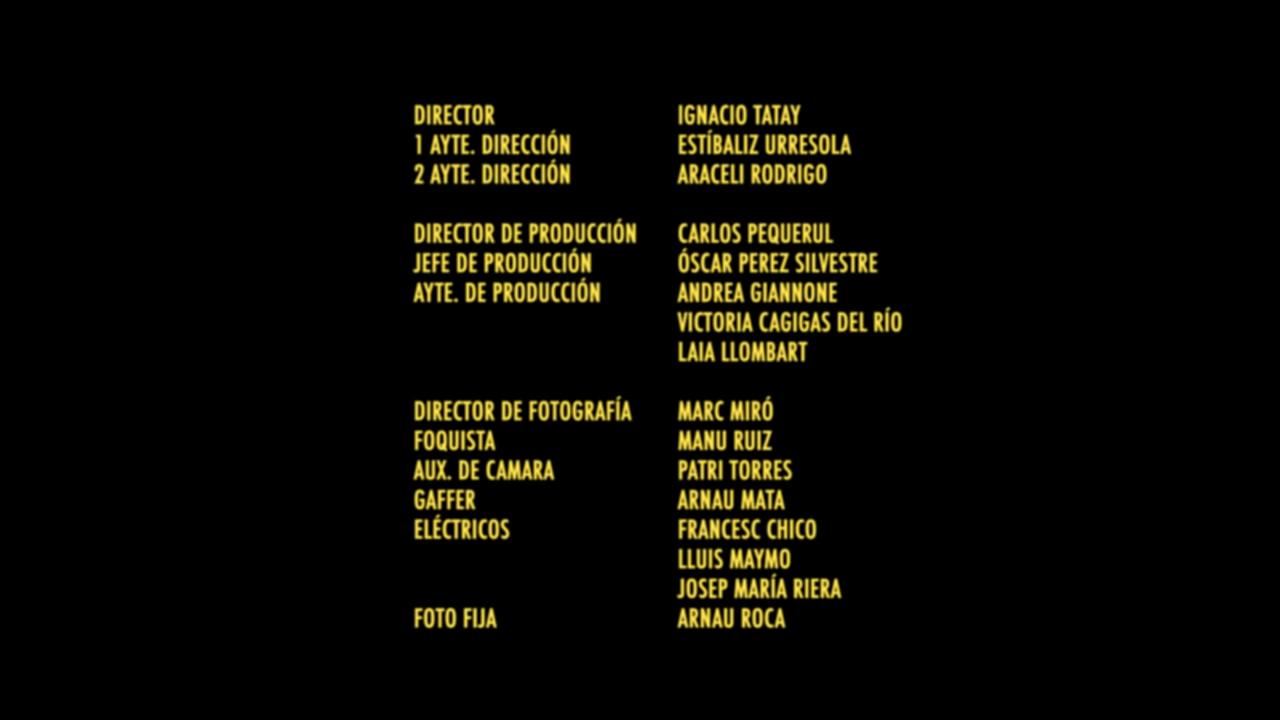 DIRECTOR IGNACIO TATAY
1 AYTE. DIRECCIÓN ESTÍBALIZ URRESOLA
2 AYTE. DIRECCIÓN ARACELI RODRIGO
DIRECTOR DE PRODUCCIÓN CARLOS PEQUERUL
JEFE DE PRODUCCIÓN ÓSCAR PEREZ SILVESTRE
AYTE. DE PRODUCCIÓN ANDREA GIANNONE
VICTORIA CAGIGAS DEL RÍO
LAIA LLOMBART
DIRECTOR DE FOTOGRAFÍA MARC MIRÓ
FOQUISTA MANU RUIZ
AUX. DE CAMARA PATRI TORRES
GAFFER ARNAU MATA
ELÉCTRICOS FRANCESC CHICO
LLUIS MAYMO
JOSEP MARÍA RIERA
FOTO FIJA ARNAU ROCA